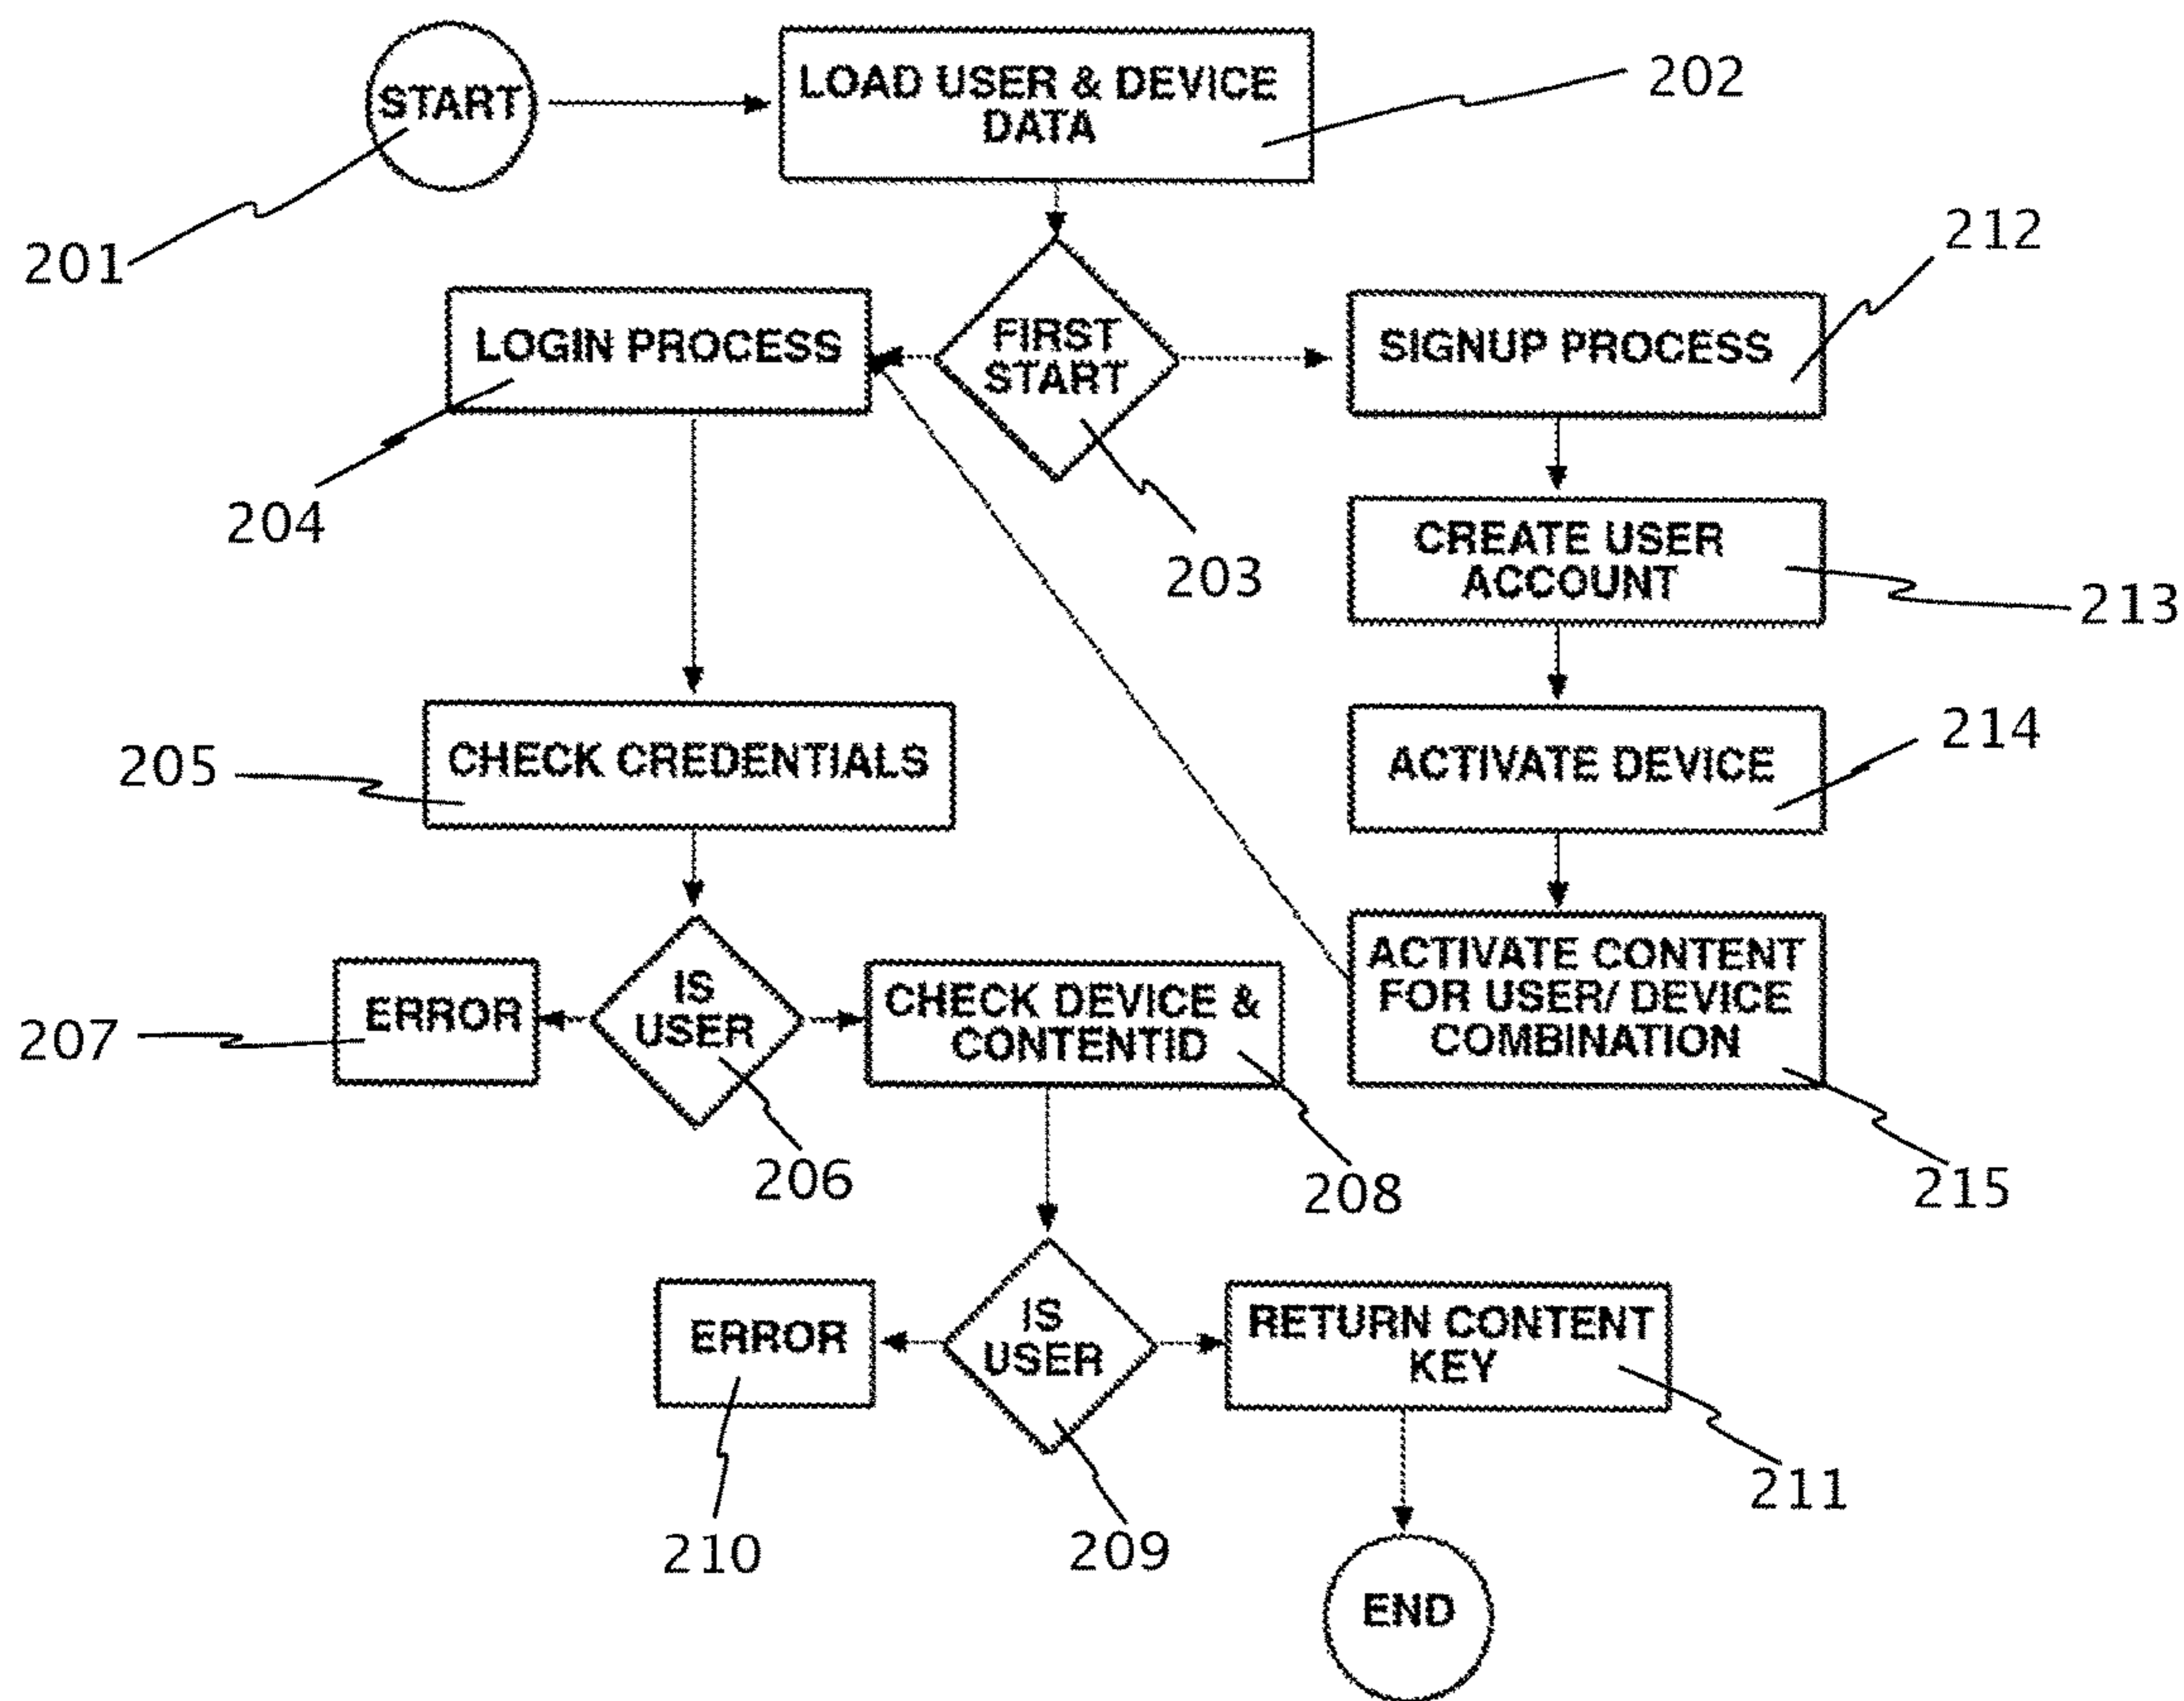 START
LOAD USER & DEVICE
DATA
202
201
212
LOGIN PROCESS
FIRST
START
SIGNUP PROCESS
204
203
CREATE USER
ACCOUNT
213
205
CHECK CREDENTIALS
ACTIVATE DEVICE
214
207
ERROR
IS
USER
CHECK DEVICE &
CONTENTID
ACTIVATE CONTENT
FOR USER/ DEVICE
COMBINATION
206
208
215
ERROR
IS
USER
RETURN CONTENT
KEY
210
209
211
END